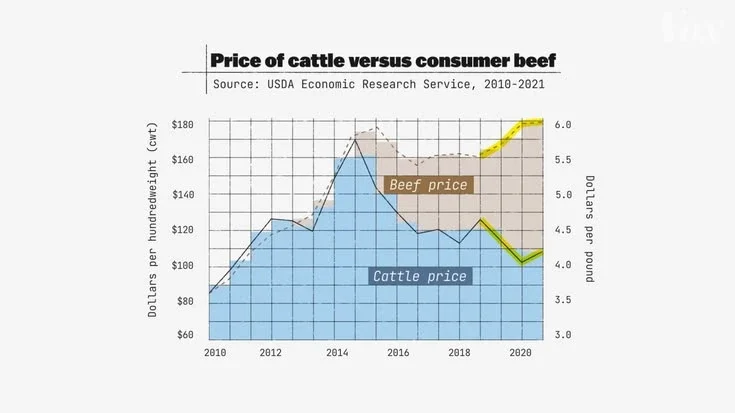 Vox
Price of cattle versus consumer beef
Source: USDA Economic Research Service, 2010-2021
Dollars per hundredweight (cwt)
$180
$160
$140
$120
$100
$80
$60
6.0
5.5
5.0
4.5
4.0
3.5
3.0
Dollars per pound
Beef price
Cattle price
2010
2012
2014
2016
2018
2020